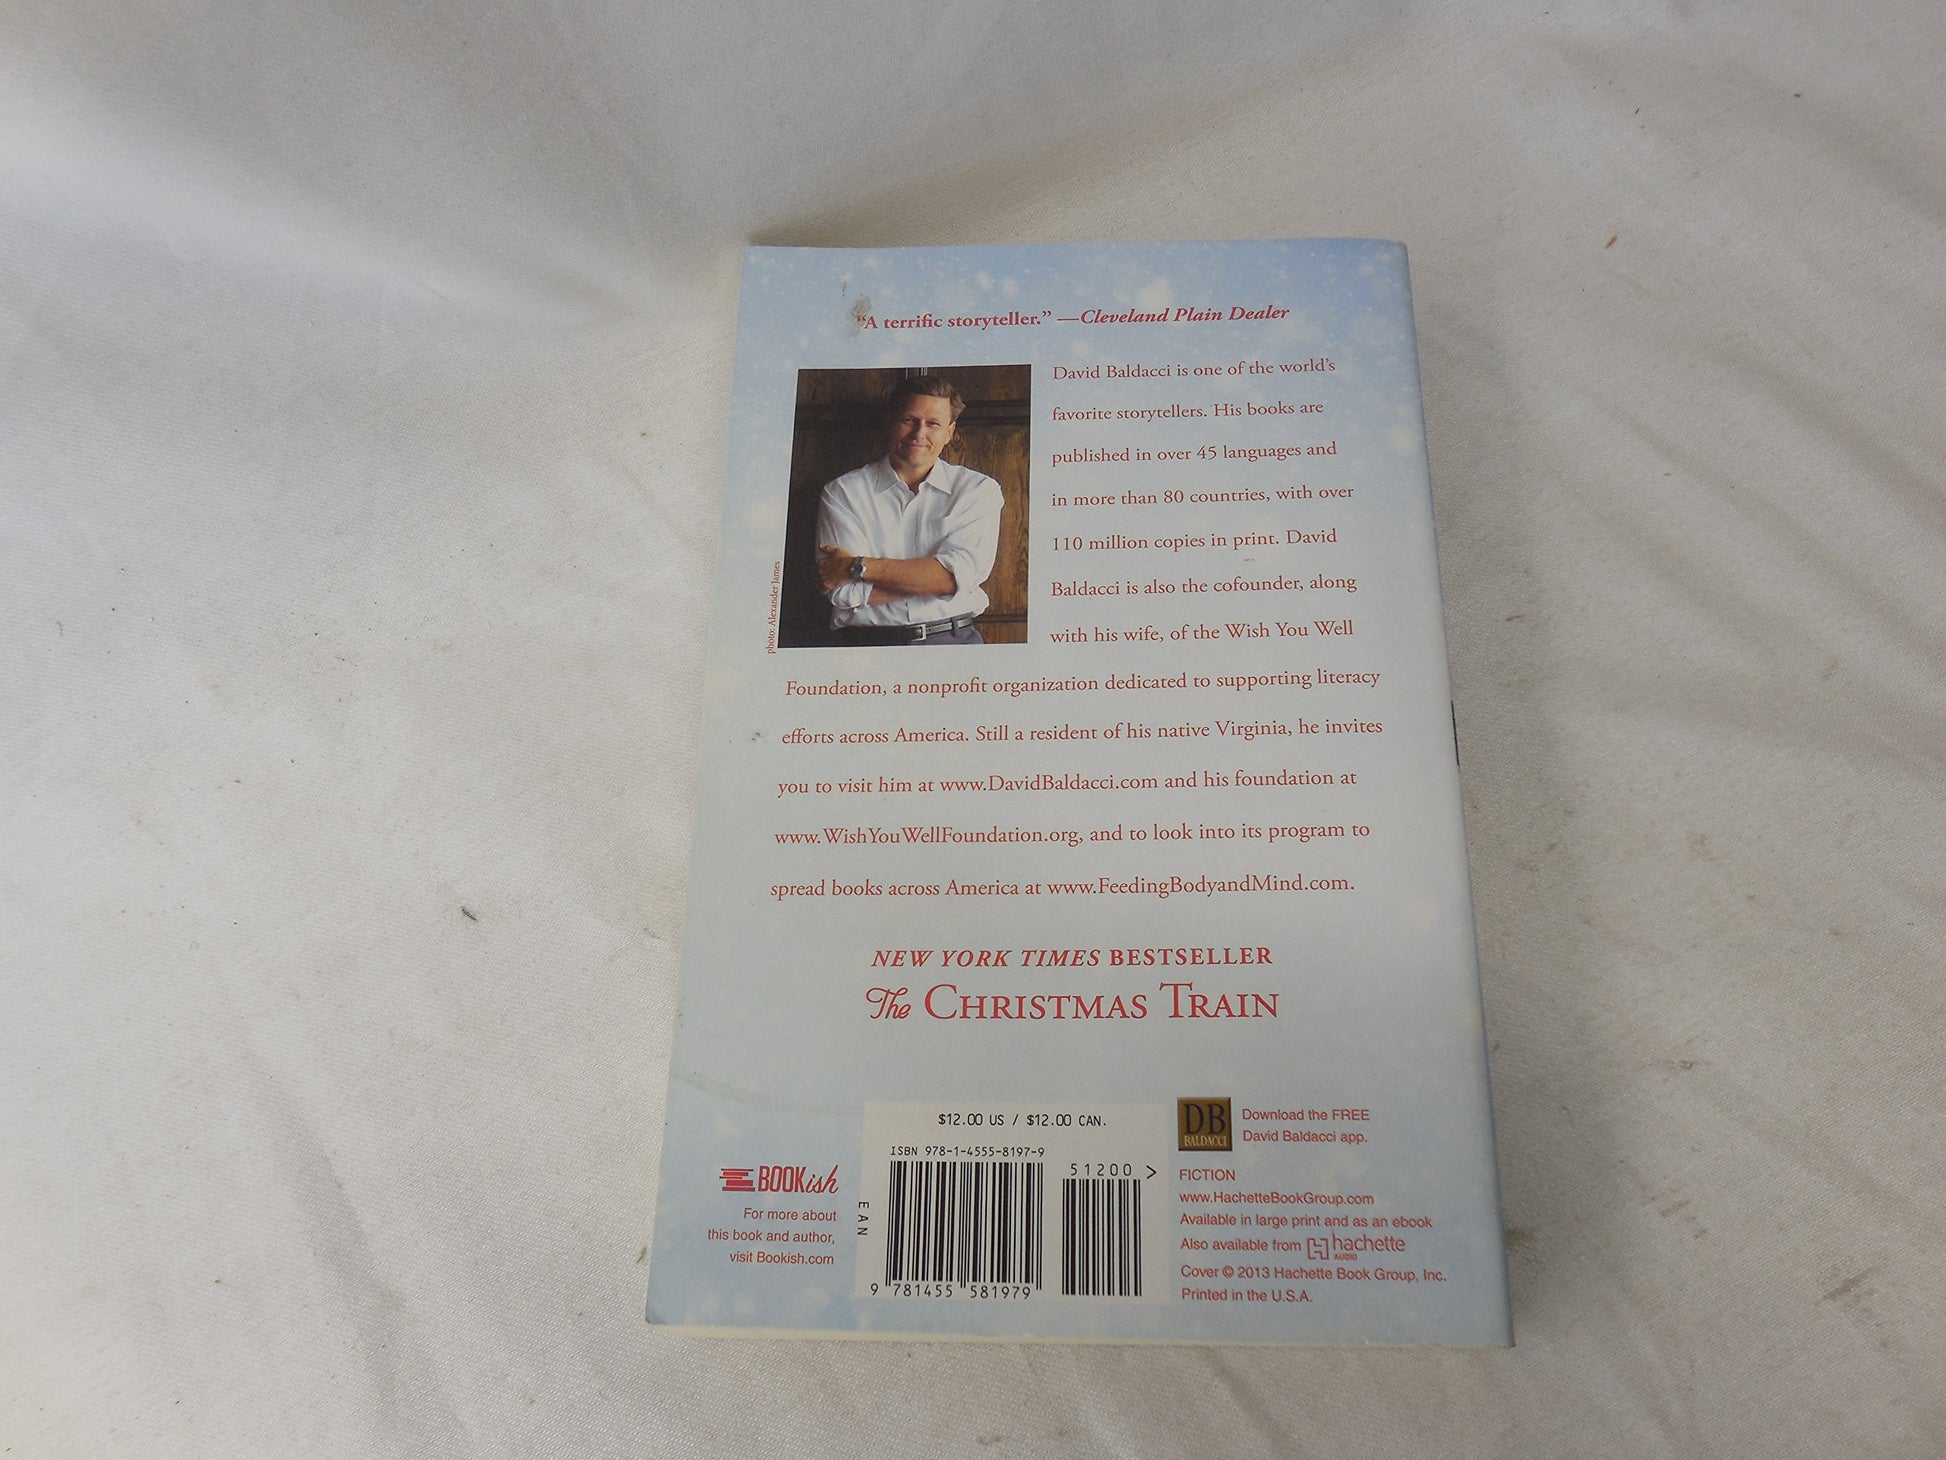 "A terrific storyteller." —Cleveland Plain Dealer
photo: Alexander James
David Baldacci is one of the world's
favorite storytellers. His books are
published in over 45 languages and
in more than 80 countries, with over
110 million copies in print. David
Baldacci is also the cofounder, along
with his wife, of the Wish You Well
Foundation, a nonprofit organization dedicated to supporting literacy
efforts across America. Still a resident of his native Virginia, he invites
you to visit him at www.DavidBaldacci.com and his foundation at
www.WishYouWellFoundation.org, and to look into its program to
spread books across America at www.FeedingBodyandMind.com.
NEW YORK TIMES BESTSELLER
The CHRISTMAS TRAIN
BOOKish
For more about
this book and author,
visit Bookish.com
$12.00 US / $12.00 CAN.
ISBN 978-1-4555-8197-9
51200 >
EAN
9 781455 581979
DB
BALDACCI
Download the FREE
David Baldacci app.
FICTION
www.HachetteBookGroup.com
Available in large print and as an ebook
Also available from hachette
AUDIO
Cover © 2013 Hachette Book Group, Inc.
Printed in the U.S.A.